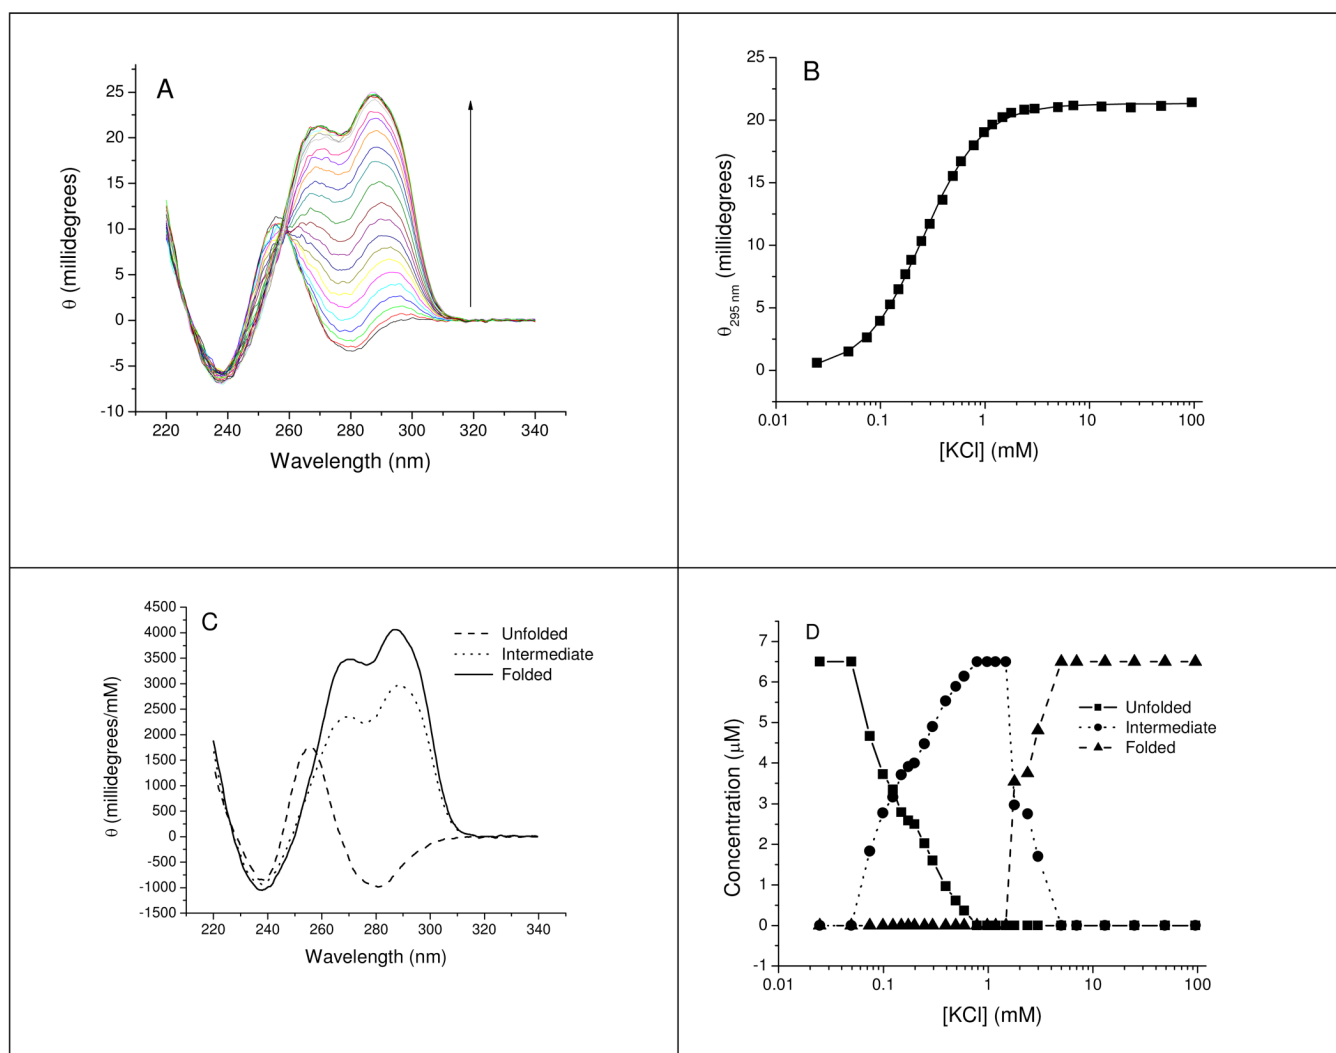 A
25
20
15
10
5
0
-5
-10
220 240 260 280 300 320 340
θ (millidegrees)
Wavelength (nm)
B
25
20
15
10
5
0
0.01 0.1 1 10 100
θ295 nm (millidegrees)
[KCl] (mM)
C
4500
4000
3500
3000
2500
2000
1500
1000
500
0
-500
-1000
-1500
220 240 260 280 300 320 340
θ (millidegrees/mM)
Wavelength (nm)
Unfolded
Intermediate
Folded
D
7
6
5
4
3
2
1
0
-1
0.01 0.1 1 10 100
Concentration (μM)
[KCl] (mM)
Unfolded
Intermediate
Folded